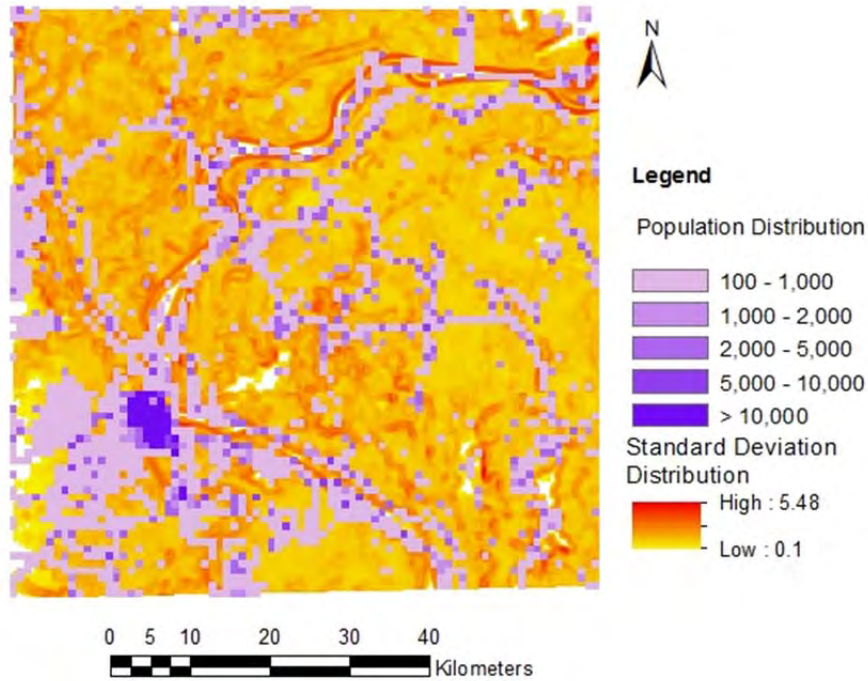 N
Legend
Population Distribution
100 - 1,000
1,000 - 2,000
2,000 - 5,000
5,000 - 10,000
> 10,000
Standard Deviation
Distribution
High : 5.48
Low : 0.1
0 5 10 20 30 40
Kilometers